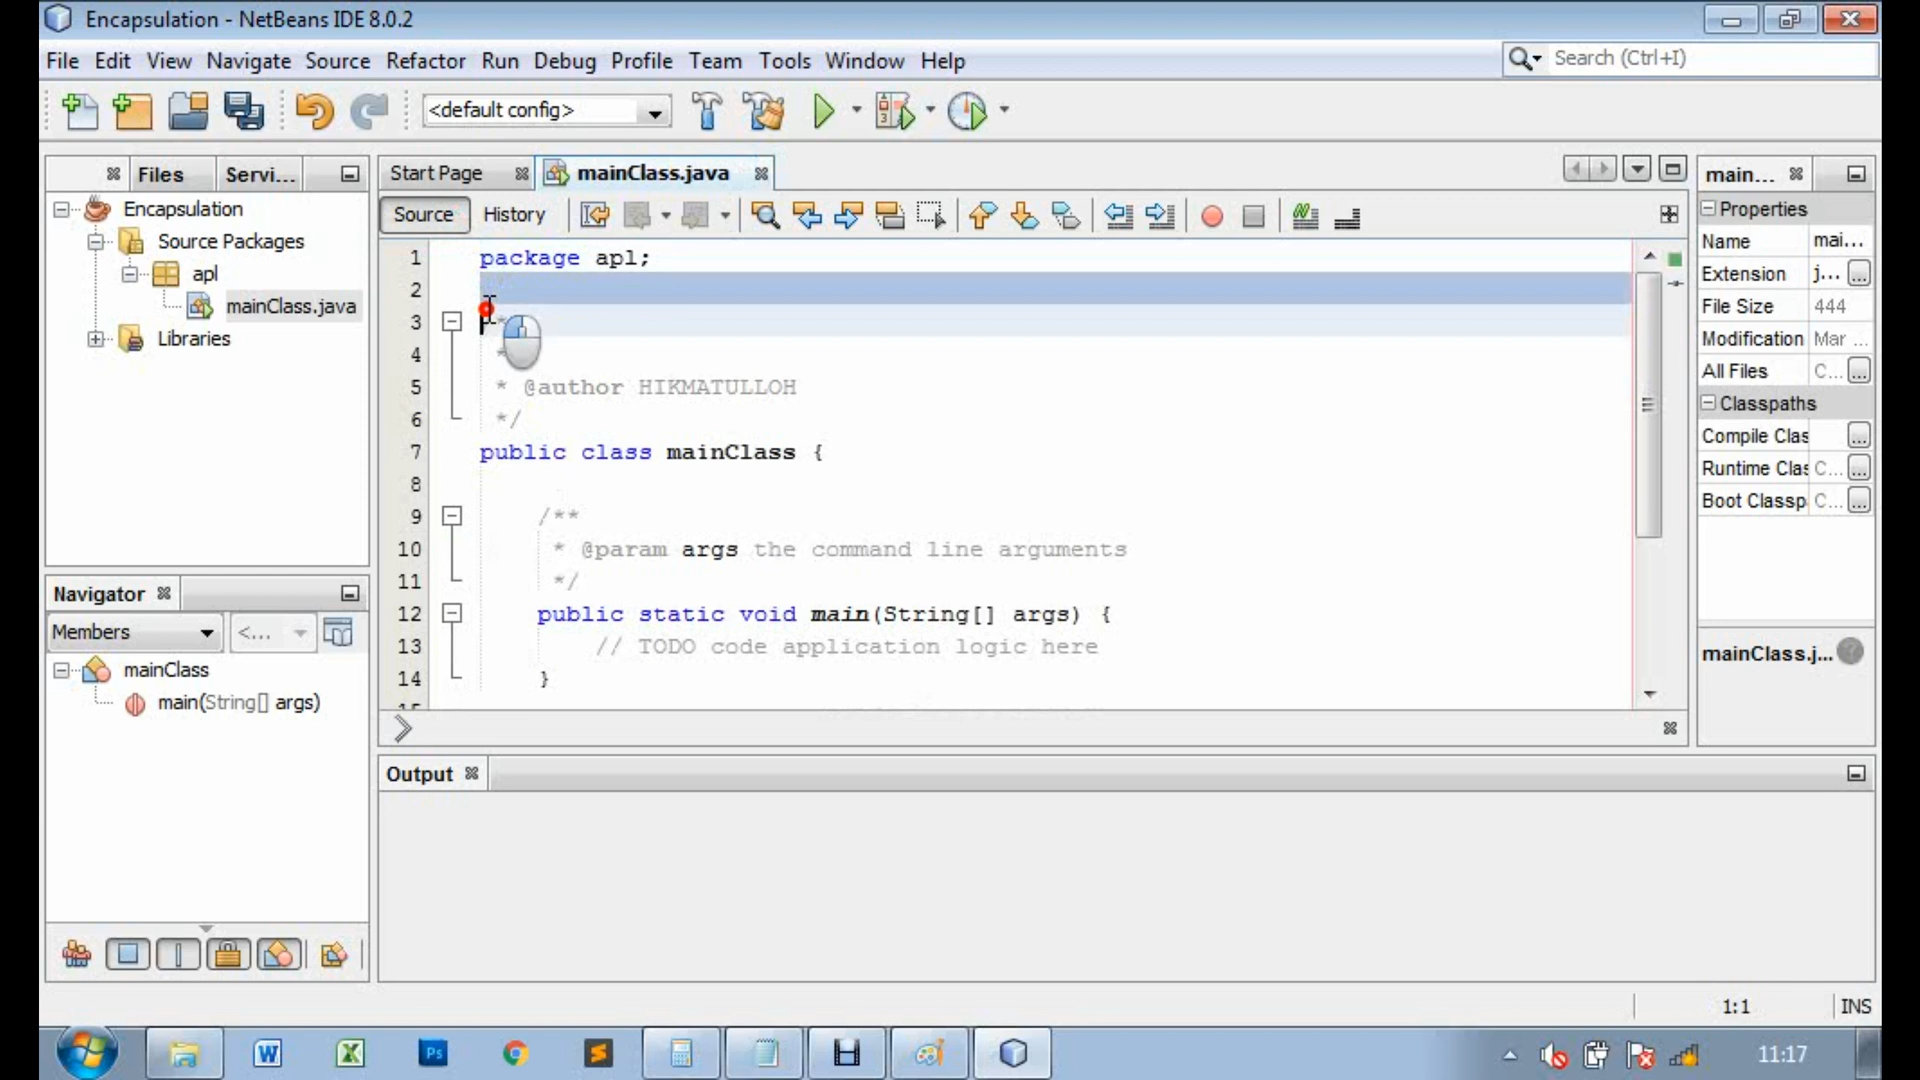 Encapsulation - NetBeans IDE 8.0.2
File Edit View Navigate Source Refactor Run Debug Profile Team Tools Window Help
Search (Ctrl+I)
<default config>
Files Servi...
Start Page mainClass.java
main...
Source History
Encapsulation
Source Packages
apl
mainClass.java
Libraries
1 package apl;
2
3
4 *
5 * @author HIKMATULLOH
6 */
7 public class mainClass {
8
9 /**
10 * @param args the command line arguments
11 */
12 public static void main(String[] args) {
13 // TODO code application logic here
14 }
Properties
Name mai...
Extension j... ...
File Size 444
Modification Mar ...
All Files C... ...
Classpaths
Compile Clas ...
Runtime Clas C... ...
Boot Classp C... ...
mainClass.j...
Navigator
Members <...
mainClass
main(String[] args)
Output
1:1 INS
11:17